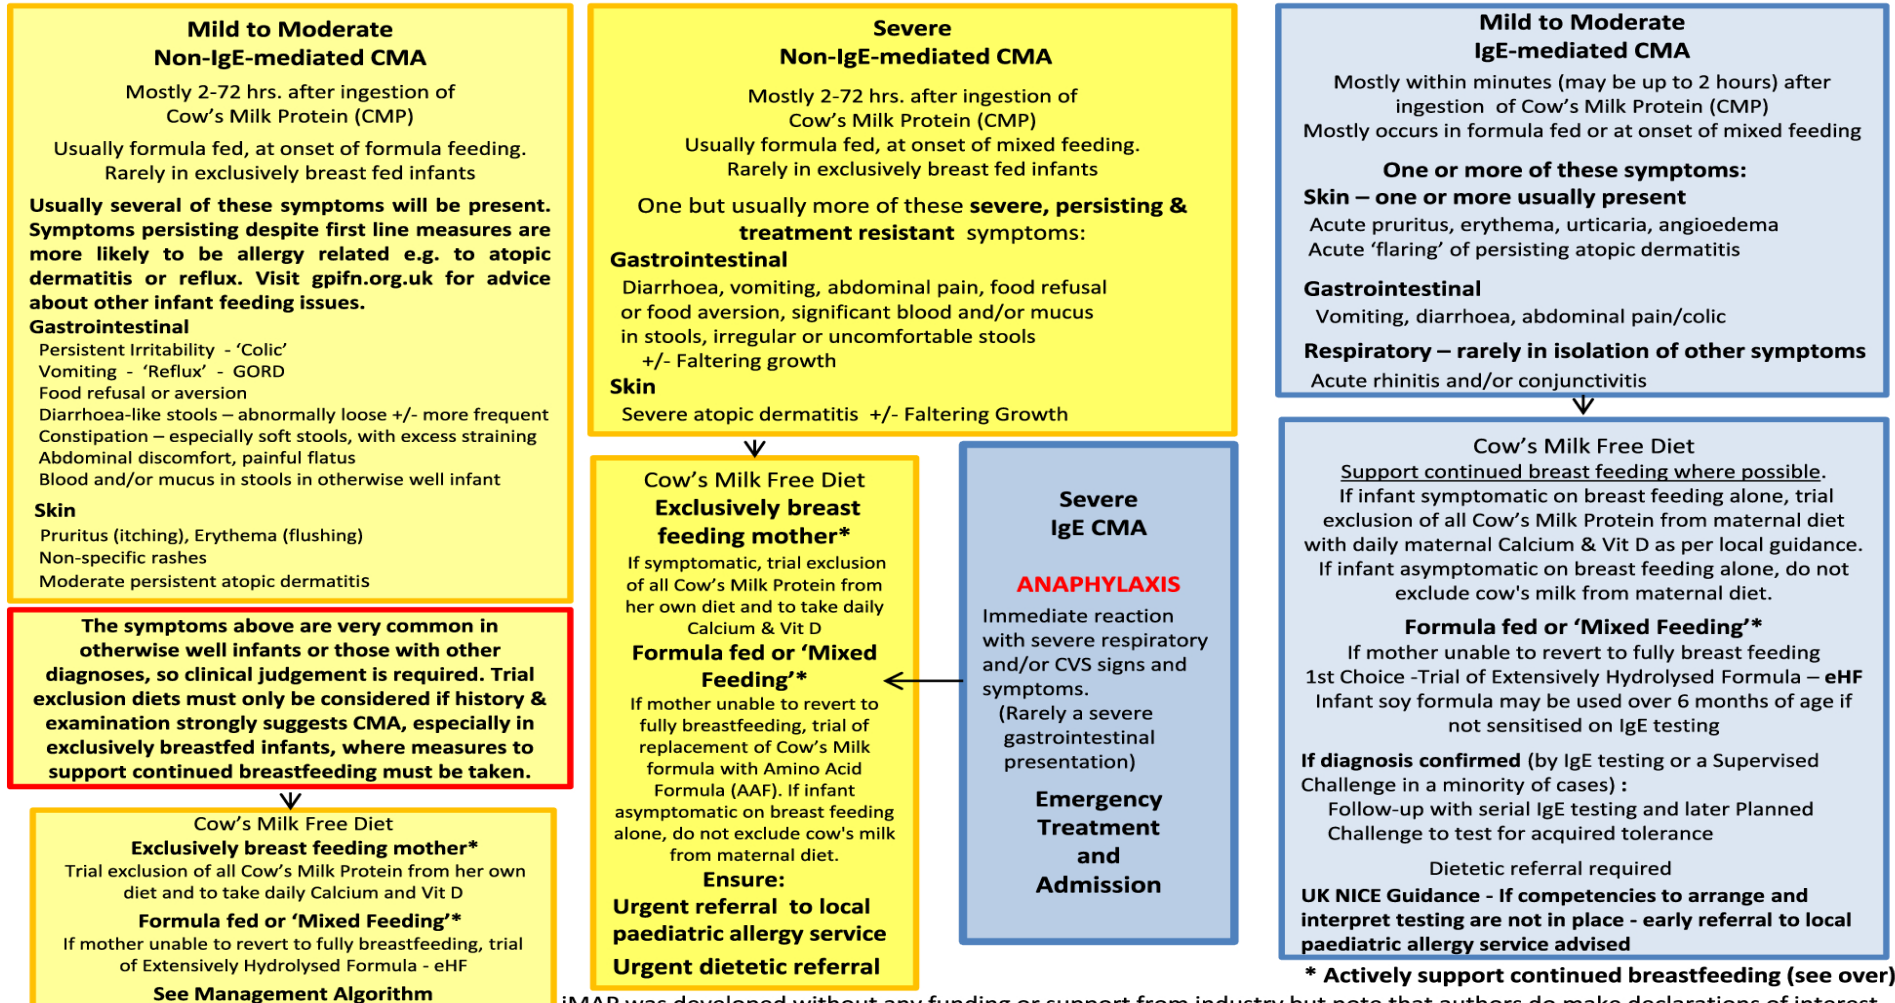 Mild to Moderate
Non-IgE-mediated CMA
Mostly 2-72 hrs. after ingestion of
Cow's Milk Protein (CMP)
Usually formula fed, at onset of formula feeding.
Rarely in exclusively breast fed infants
Usually several of these symptoms will be present.
Symptoms persisting despite first line measures are
more likely to be allergy related e.g. to atopic
dermatitis or reflux. Visit gpifn.org.uk for advice
about other infant feeding issues.
Gastrointestinal
Persistent Irritability - 'Colic'
Vomiting - 'Reflux' - GORD
Food refusal or aversion
Diarrhoea-like stools – abnormally loose +/- more frequent
Constipation – especially soft stools, with excess straining
Abdominal discomfort, painful flatus
Blood and/or mucus in stools in otherwise well infant
Skin
Pruritus (itching), Erythema (flushing)
Non-specific rashes
Moderate persistent atopic dermatitis
The symptoms above are very common in
otherwise well infants or those with other
diagnoses, so clinical judgement is required. Trial
exclusion diets must only be considered if history &
examination strongly suggests CMA, especially in
exclusively breastfed infants, where measures to
support continued breastfeeding must be taken.
Cow's Milk Free Diet
Exclusively breast feeding mother*
Trial exclusion of all Cow's Milk Protein from her own
diet and to take daily Calcium and Vit D
Formula fed or 'Mixed Feeding'*
If mother unable to revert to fully breastfeeding, trial
of Extensively Hydrolysed Formula - eHF
See Management Algorithm
Severe
Non-IgE-mediated CMA
Mostly 2-72 hrs. after ingestion of
Cow's Milk Protein (CMP)
Usually formula fed, at onset of mixed feeding.
Rarely in exclusively breast fed infants
One but usually more of these severe, persisting &
treatment resistant symptoms:
Gastrointestinal
Diarrhoea, vomiting, abdominal pain, food refusal
or food aversion, significant blood and/or mucus
in stools, irregular or uncomfortable stools
+/- Faltering growth
Skin
Severe atopic dermatitis +/- Faltering Growth
Cow's Milk Free Diet
Exclusively breast
feeding mother*
If symptomatic, trial exclusion
of all Cow's Milk Protein from
her own diet and to take daily
Calcium & Vit D
Formula fed or 'Mixed
Feeding'*
If mother unable to revert to
fully breastfeeding, trial of
replacement of Cow's Milk
formula with Amino Acid
Formula (AAF). If infant
asymptomatic on breast feeding
alone, do not exclude cow's milk
from maternal diet.
Ensure:
Urgent referral to local
paediatric allergy service
Urgent dietetic referral
Severe
IgE CMA
ANAPHYLAXIS
Immediate reaction
with severe respiratory
and/or CVS signs and
symptoms.
(Rarely a severe
gastrointestinal
presentation)
Emergency
Treatment
and
Admission
Mild to Moderate
IgE-mediated CMA
Mostly within minutes (may be up to 2 hours) after
ingestion of Cow's Milk Protein (CMP)
Mostly occurs in formula fed or at onset of mixed feeding
One or more of these symptoms:
Skin – one or more usually present
Acute pruritus, erythema, urticaria, angioedema
Acute 'flaring' of persisting atopic dermatitis
Gastrointestinal
Vomiting, diarrhoea, abdominal pain/colic
Respiratory – rarely in isolation of other symptoms
Acute rhinitis and/or conjunctivitis
Cow's Milk Free Diet
Support continued breast feeding where possible.
If infant symptomatic on breast feeding alone, trial
exclusion of all Cow's Milk Protein from maternal diet
with daily maternal Calcium & Vit D as per local guidance.
If infant asymptomatic on breast feeding alone, do not
exclude cow's milk from maternal diet.
Formula fed or 'Mixed Feeding'*
If mother unable to revert to fully breast feeding
1st Choice -Trial of Extensively Hydrolysed Formula – eHF
Infant soy formula may be used over 6 months of age if
not sensitised on IgE testing
If diagnosis confirmed (by IgE testing or a Supervised
Challenge in a minority of cases) :
Follow-up with serial IgE testing and later Planned
Challenge to test for acquired tolerance
Dietetic referral required
UK NICE Guidance - If competencies to arrange and
interpret testing are not in place - early referral to local
paediatric allergy service advised
* Actively support continued breastfeeding (see over)
iMAP was developed without any funding or support from industry but note that authors do make declarations of interest